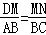 DM/AB = MN/BC